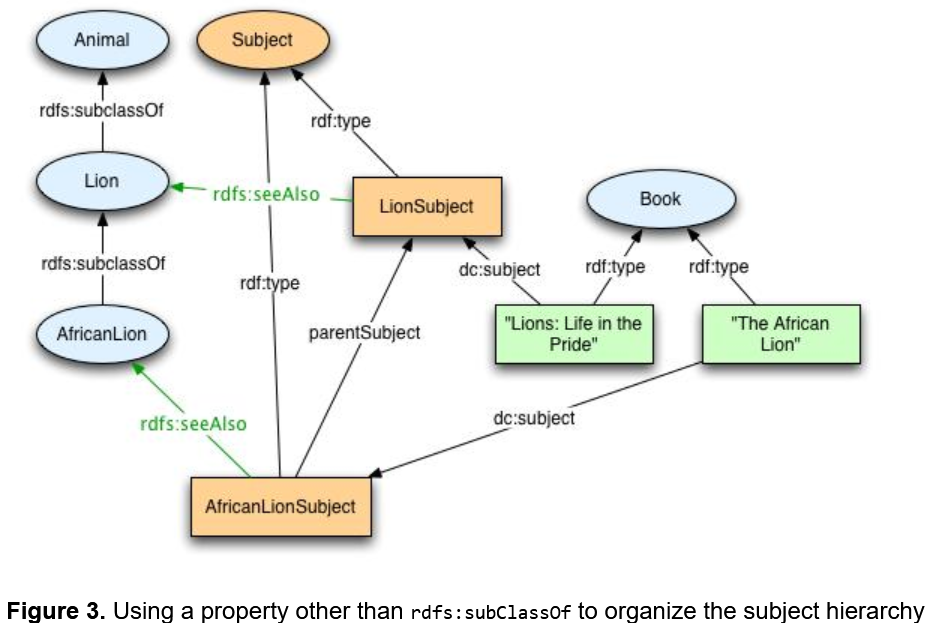 Animal
Subject
rdfs:subclassOf
rdf:type
Lion
rdfs:seeAlso
LionSubject
Book
rdfs:subclassOf
rdf:type
dc:subject
rdf:type
rdf:type
AfricanLion
parentSubject
"Lions: Life in the
Pride"
"The African
Lion"
rdfs:seeAlso
dc:subject
AfricanLionSubject
Figure 3. Using a property other than rdfs:subClassOf to organize the subject hierarchy